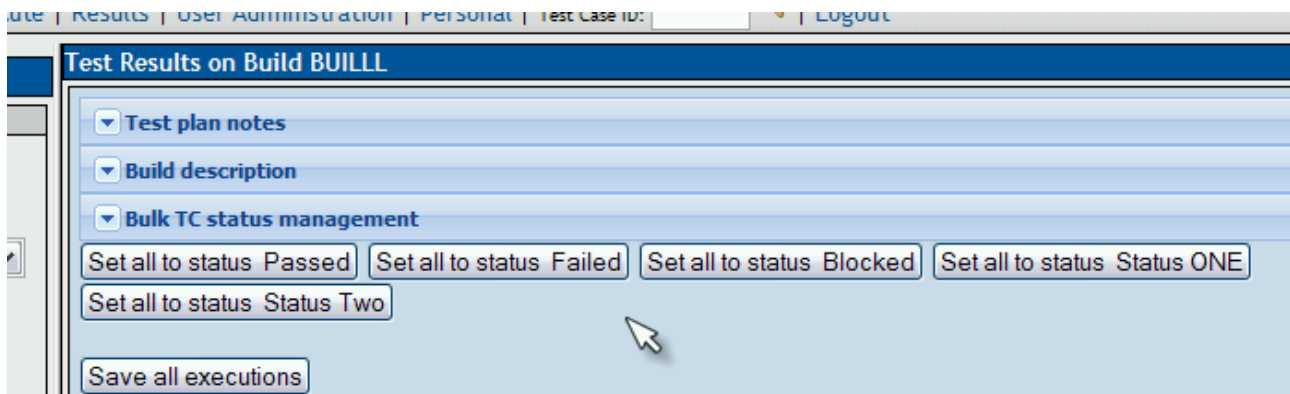 Results | User Administration | Personal | Test Case ID: | Logout
Test Results on Build BUILLL
Test plan notes
Build description
Bulk TC status management
Set all to status Passed Set all to status Failed Set all to status Blocked Set all to status Status ONE
Set all to status Status Two
Save all executions